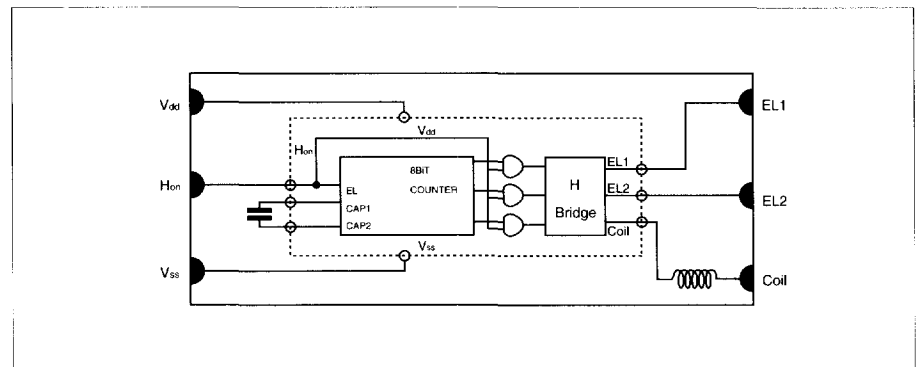 Vdd
EL1
Vdd
Hon
8BiT
EL1
Hon
EL
COUNTER
H
EL2
EL2
CAP1
Bridge
CAP2
Coil
Vss
Vss
Coil